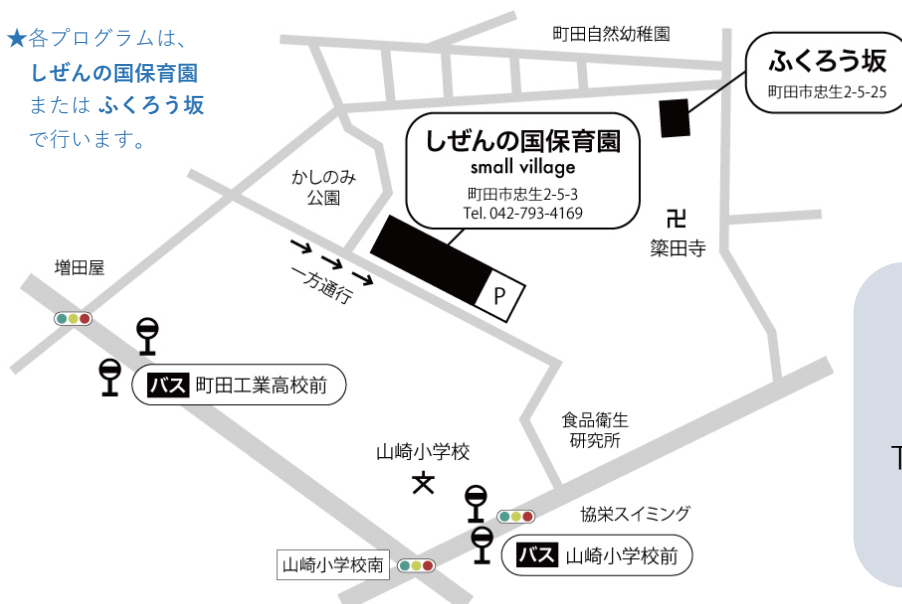 ★各プログラムは、
しぜんの国保育園
または ふくろう坂
で行います。
町田自然幼稚園
ふくろう坂
町田市忠生2-5-25
しぜんの国保育園
small village
町田市忠生2-5-3
Tel. 042-793-4169
かしのみ
公園
卍
簗田寺
一方通行
P
増田屋
バス 町田工業高校前
食品衛生
研究所
山崎小学校
文
協栄スイミング
バス 山崎小学校前
山崎小学校南
T